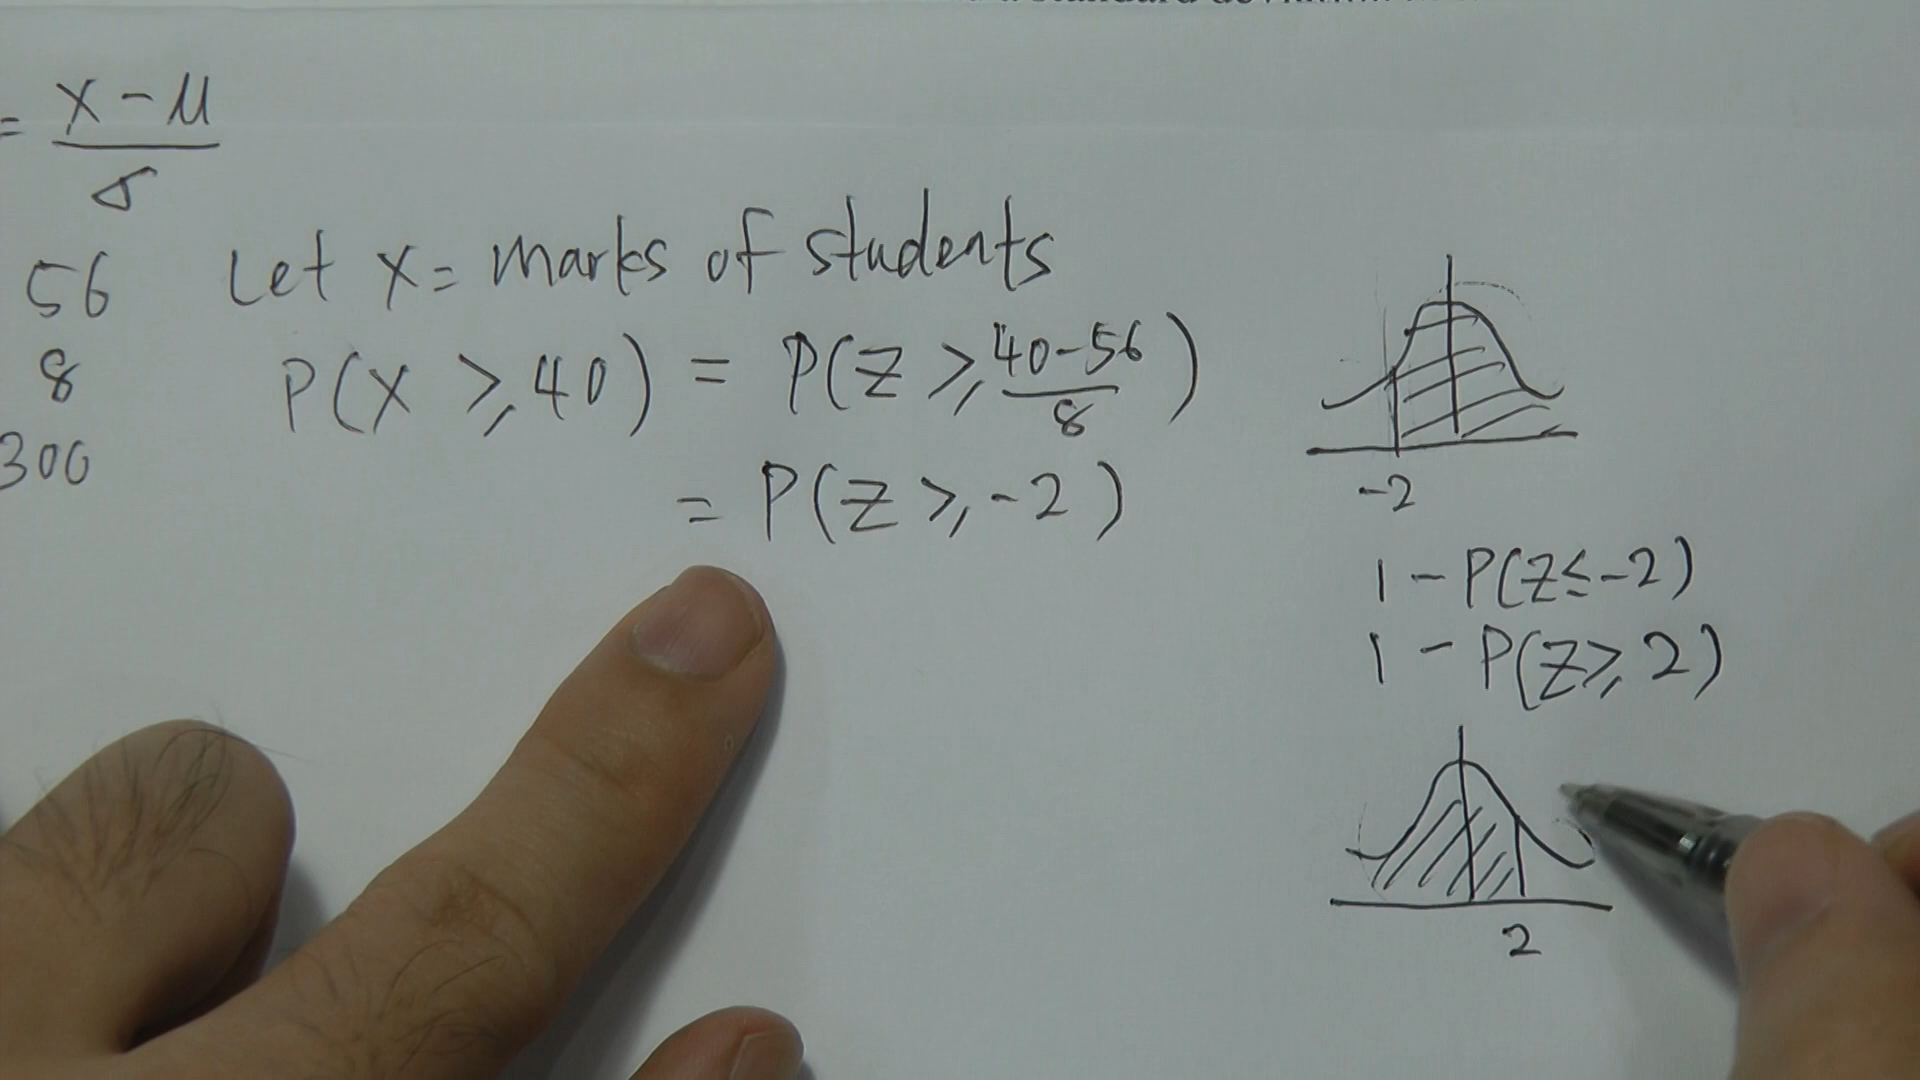 = X - μ
σ
56 Let X = marks of students
8 P(X ≥ 40) = P(Z ≥ 40-56 / 8)
300
= P(Z ≥ -2)
-2
1 - P(Z ≤ -2)
1 - P(Z ≥ 2)
2